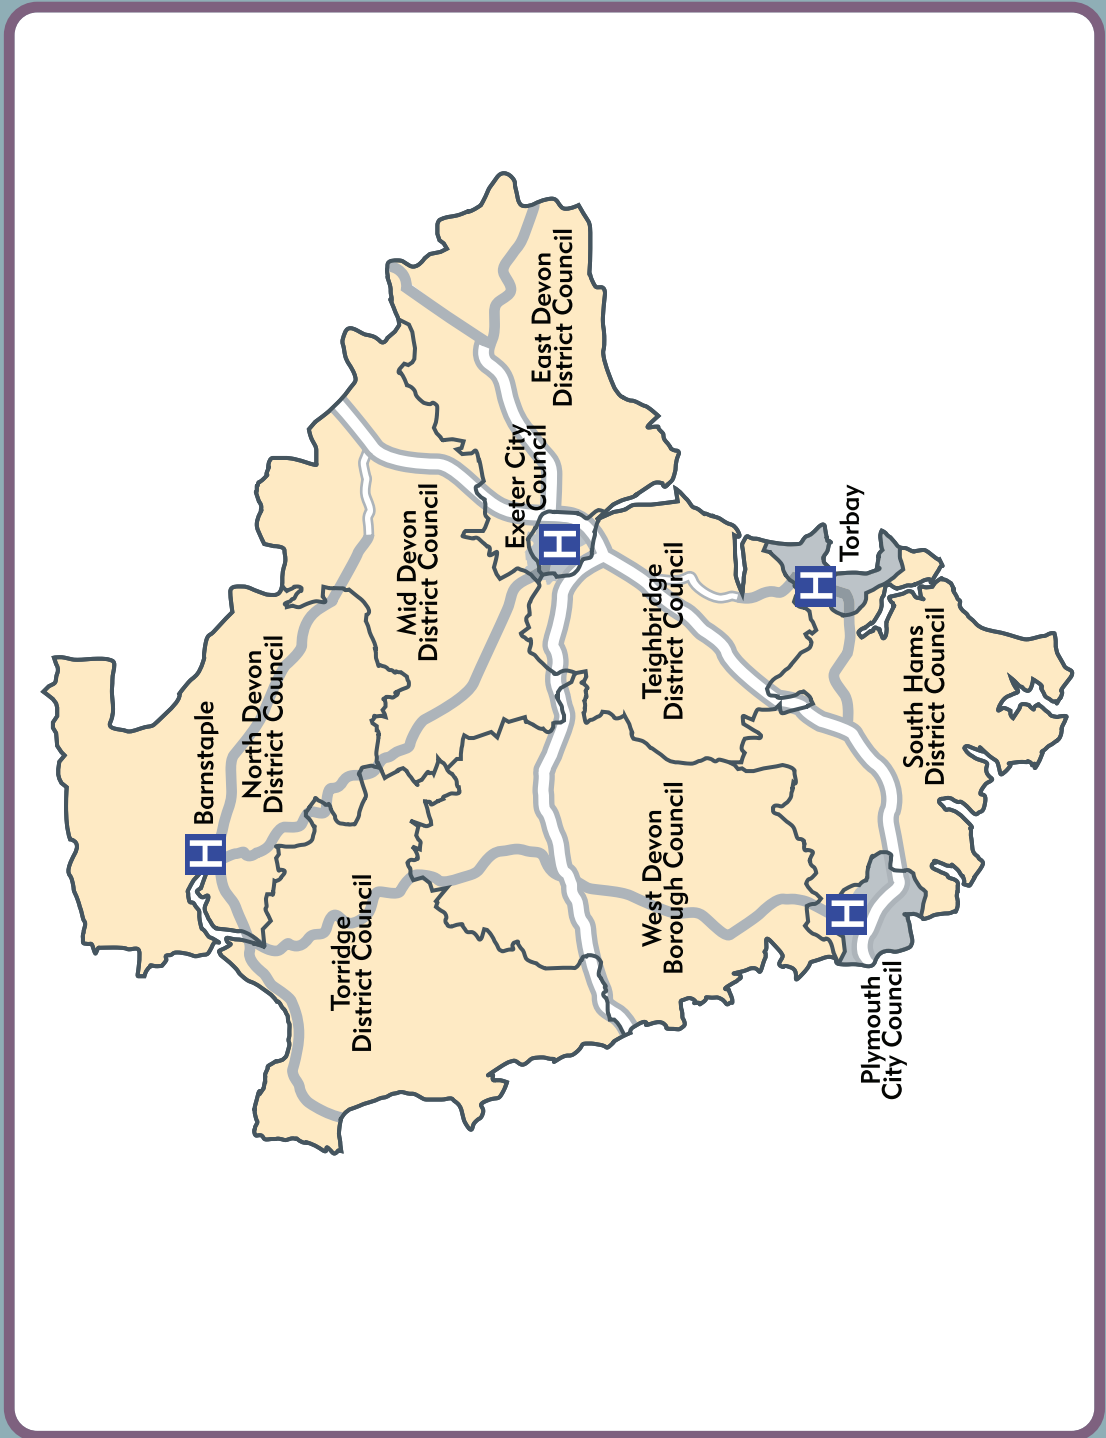 H
Barnstaple
North Devon
District Council
Torridge
District Council
Mid Devon
District Council
Exeter City
Council
H
East Devon
District Council
West Devon
Borough Council
Teighbridge
District Council
H
Torbay
H
Plymouth
City Council
South Hams
District Council